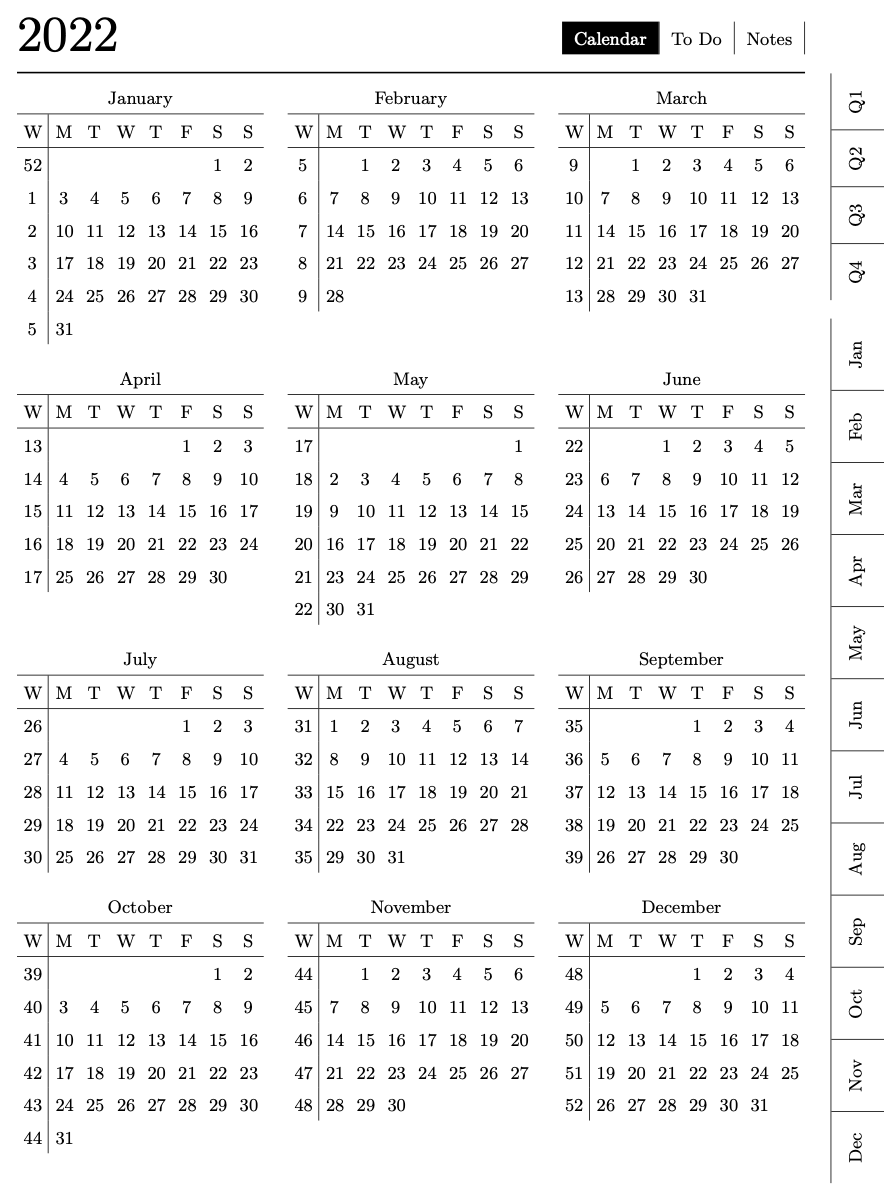 2022
Calendar To Do Notes
January
W M T W T F S S
52 1 2
1 3 4 5 6 7 8 9
2 10 11 12 13 14 15 16
3 17 18 19 20 21 22 23
4 24 25 26 27 28 29 30
5 31
February
W M T W T F S S
5 1 2 3 4 5 6
6 7 8 9 10 11 12 13
7 14 15 16 17 18 19 20
8 21 22 23 24 25 26 27
9 28
March
W M T W T F S S
9 1 2 3 4 5 6
10 7 8 9 10 11 12 13
11 14 15 16 17 18 19 20
12 21 22 23 24 25 26 27
13 28 29 30 31
April
W M T W T F S S
13 1 2 3
14 4 5 6 7 8 9 10
15 11 12 13 14 15 16 17
16 18 19 20 21 22 23 24
17 25 26 27 28 29 30
May
W M T W T F S S
17 1
18 2 3 4 5 6 7 8
19 9 10 11 12 13 14 15
20 16 17 18 19 20 21 22
21 23 24 25 26 27 28 29
22 30 31
June
W M T W T F S S
22 1 2 3 4 5
23 6 7 8 9 10 11 12
24 13 14 15 16 17 18 19
25 20 21 22 23 24 25 26
26 27 28 29 30
July
W M T W T F S S
26 1 2 3
27 4 5 6 7 8 9 10
28 11 12 13 14 15 16 17
29 18 19 20 21 22 23 24
30 25 26 27 28 29 30 31
August
W M T W T F S S
31 1 2 3 4 5 6 7
32 8 9 10 11 12 13 14
33 15 16 17 18 19 20 21
34 22 23 24 25 26 27 28
35 29 30 31
September
W M T W T F S S
35 1 2 3 4
36 5 6 7 8 9 10 11
37 12 13 14 15 16 17 18
38 19 20 21 22 23 24 25
39 26 27 28 29 30
October
W M T W T F S S
39 1 2
40 3 4 5 6 7 8 9
41 10 11 12 13 14 15 16
42 17 18 19 20 21 22 23
43 24 25 26 27 28 29 30
44 31
November
W M T W T F S S
44 1 2 3 4 5 6
45 7 8 9 10 11 12 13
46 14 15 16 17 18 19 20
47 21 22 23 24 25 26 27
48 28 29 30
December
W M T W T F S S
48 1 2 3 4
49 5 6 7 8 9 10 11
50 12 13 14 15 16 17 18
51 19 20 21 22 23 24 25
52 26 27 28 29 30 31
Q1
Q2
Q3
Q4
Jan
Feb
Mar
Apr
May
Jun
Jul
Aug
Sep
Oct
Nov
Dec